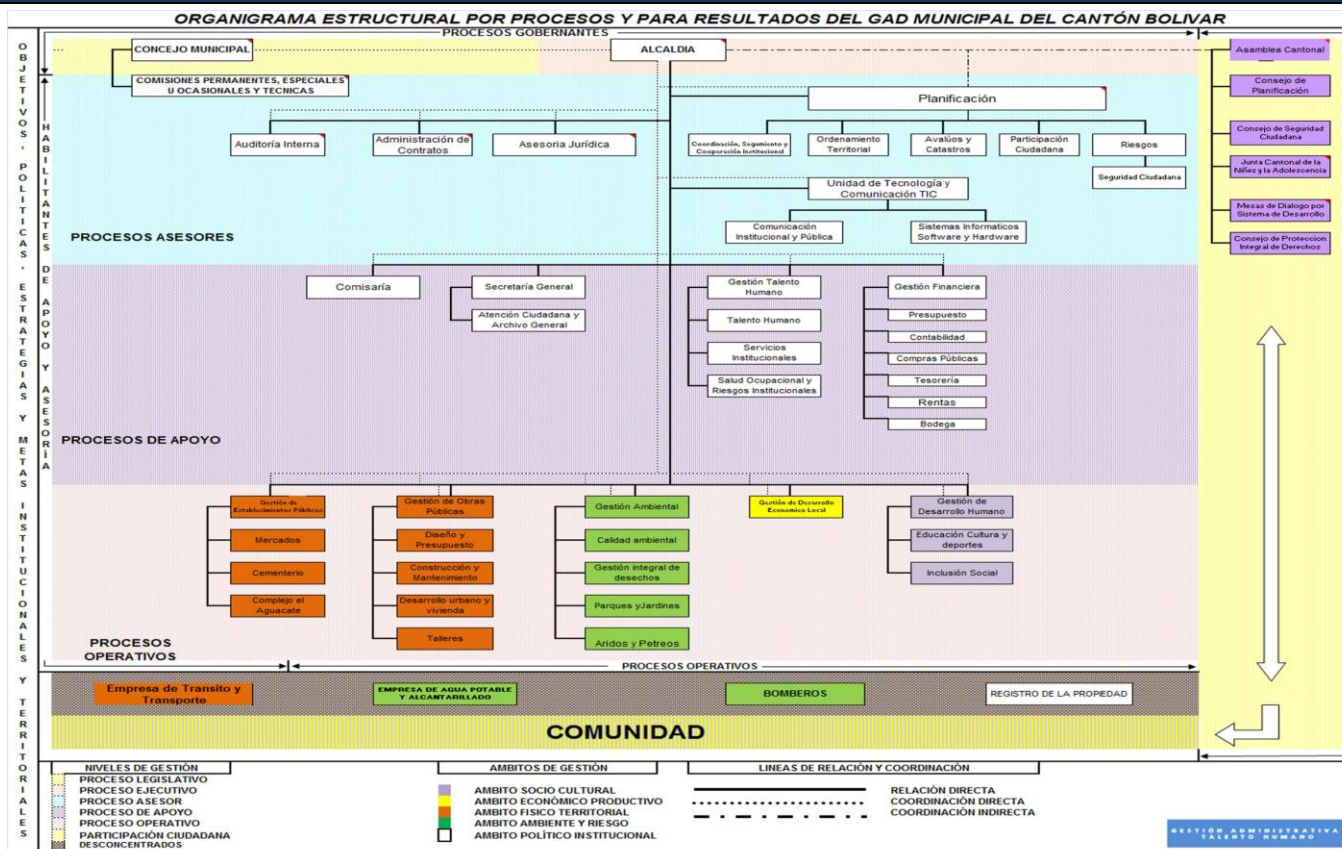 ORGANIGRAMA ESTRUCTURAL POR PROCESOS Y PARA RESULTADOS DEL GAD MUNICIPAL DEL CANTÓN BOLIVAR
PROCESOS GOBERNANTES
OBJETIVOS, POLITICAS, ESTRATEGIAS Y METAS INSTITUCIONALES Y TERRITORIALES
HABILITANTES DE APOYO Y ASESORÌA
CONCEJO MUNICIPAL
ALCALDIA
COMISIONES PERMANENTES, ESPECIALES
U OCASIONALES Y TECNICAS
Planificación
Auditoría Interna
Administración de
Contratos
Asesoria Jurídica
Coordinación, Seguimiento y
Cooperación Institucional
Ordenamiento
Territorial
Avalúos y
Catastros
Participación
Ciudadana
Riesgos
Seguridad Ciudadana
Unidad de Tecnología y
Comunicación TIC
Comunicación
Institucional y Pública
Sistemas Informaticos
Software y Hardware
PROCESOS ASESORES
Asamblea Cantonal
Consejo de
Planificación
Consejo de Seguridad
Ciudadana
Junta Cantonal de la
Niñez y la Adolescencia
Mesas de Dialogo por
Sistema de Desarrollo
Consejo de Proteccion
Integral de Derechos
Comisaría
Secretaría General
Atención Ciudadana y
Archivo General
Gestión Talento
Humano
Talento Humano
Servicios
Institucionales
Salud Ocupacional y
Riesgos Institucionales
Gestión Financiera
Presupuesto
Contabilidad
Compras Públicas
Tesorería
Rentas
Bodega
PROCESOS DE APOYO
Gestión de
Establecimientos Públicos
Mercados
Cementerio
Complejo el
Aguacate
Gestión de Obras
Públicas
Diseño y
Presupuesto
Construcción y
Mantenimiento
Desarrollo urbano y
vivienda
Talleres
Gestión Ambiental
Calidad ambiental
Gestión integral de
desechos
Parques yJardines
Aridos y Petreos
Gestión de Desarrollo
Economico Local
Gestión de
Desarrollo Humano
Educación Cultura y
deportes
Inclusión Social
PROCESOS
OPERATIVOS
PROCESOS OPERATIVOS
Empresa de Transito y
Transporte
EMPRESA DE AGUA POTABLE
Y ALCANTARILLADO
BOMBEROS
REGISTRO DE LA PROPIEDAD
COMUNIDAD
NIVELES DE GESTIÓN
PROCESO LEGISLATIVO
PROCESO EJECUTIVO
PROCESO ASESOR
PROCESO DE APOYO
PROCESO OPERATIVO
PARTICIPACIÓN CIUDADANA
DESCONCENTRADOS
AMBITOS DE GESTIÓN
AMBITO SOCIO CULTURAL
AMBITO ECONÓMICO PRODUCTIVO
AMBITO FISICO TERRITORIAL
AMBITO AMBIENTE Y RIESGO
AMBITO POLÍTICO INSTITUCIONAL
LINEAS DE RELACIÓN Y COORDINACIÓN
RELACIÓN DIRECTA
COORDINACIÓN DIRECTA
COORDINACIÓN INDIRECTA
GESTIÓN ADMINISTRATIVA
TALENTO HUMANO